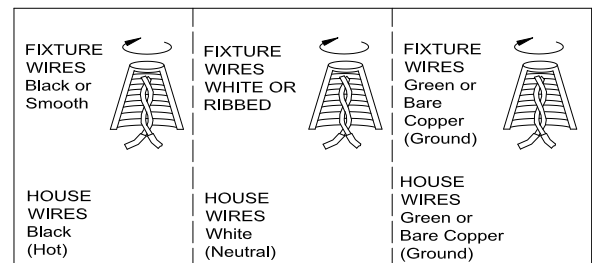 FIXTURE
WIRES
Black or
Smooth
HOUSE
WIRES
Black
(Hot)
FIXTURE
WIRES
WHITE OR
RIBBED
HOUSE
WIRES
White
(Neutral)
FIXTURE
WIRES
Green or
Bare
Copper
(Ground)
HOUSE
WIRES
Green or
Bare Copper
(Ground)